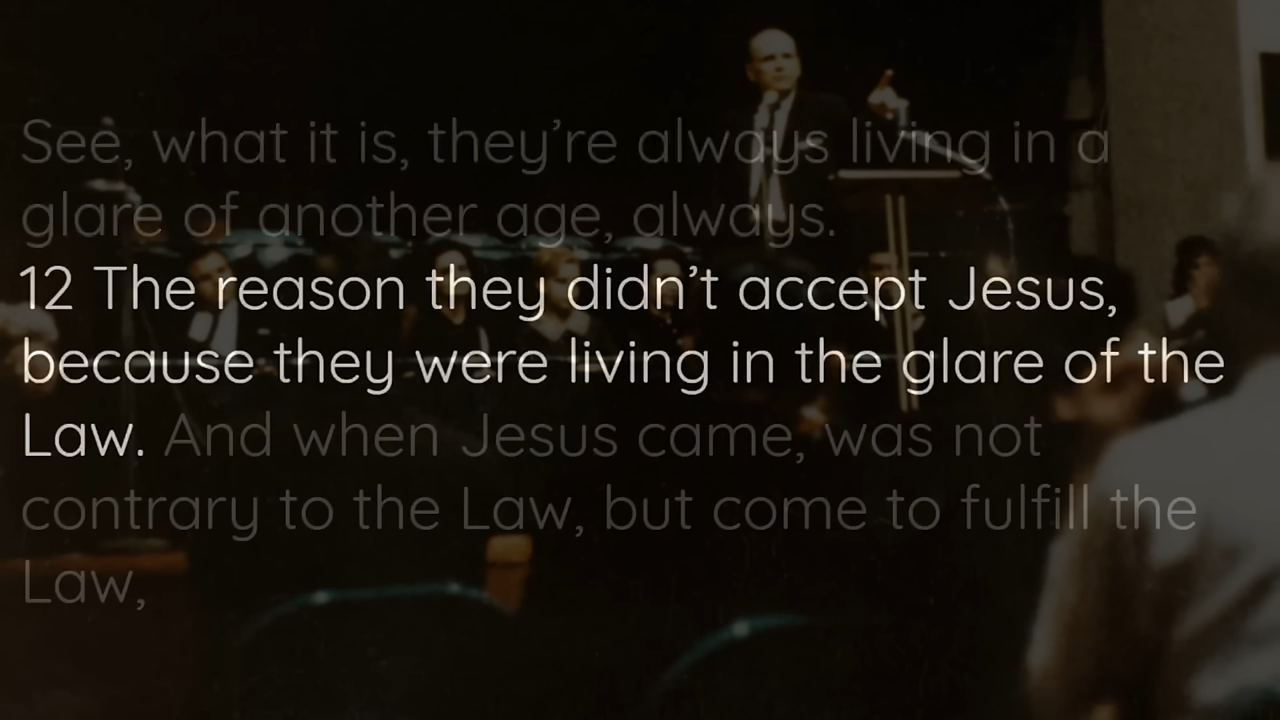 See, what it is, they’re always living in a
glare of another age, always.
12 The reason they didn’t accept Jesus,
because they were living in the glare of the
Law. And when Jesus came, was not
contrary to the Law, but come to fulfill the
Law,